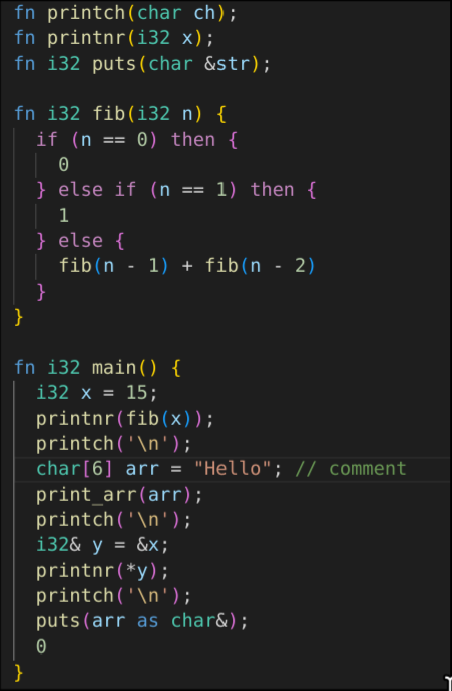 fn printch(char ch);
fn printnr(i32 x);
fn i32 puts(char &str);

fn i32 fib(i32 n) {
  if (n == 0) then {
    0
  } else if (n == 1) then {
    1
  } else {
    fib(n - 1) + fib(n - 2)
  }
}

fn i32 main() {
  i32 x = 15;
  printnr(fib(x));
  printch('\n');
  char[6] arr = "Hello"; // comment
  print_arr(arr);
  printch('\n');
  i32& y = &x;
  printnr(*y);
  printch('\n');
  puts(arr as char&);
  0
}